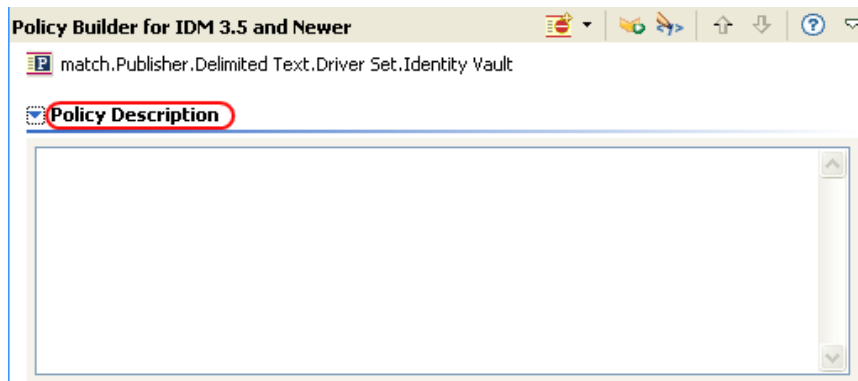 Policy Builder for IDM 3.5 and Newer
match.Publisher.Delimited Text.Driver Set.Identity Vault
Policy Description